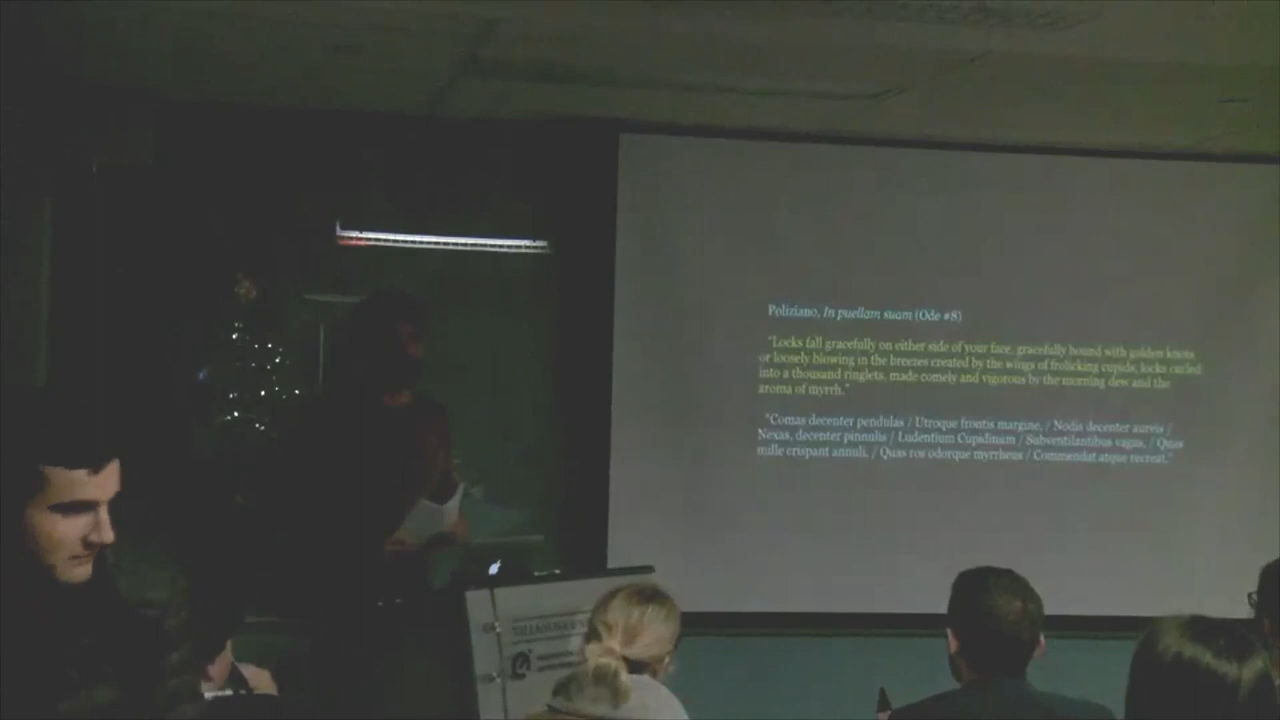 Poliziano, In puellam suam (Ode #8)
"Locks fall gracefully on either side of your face, gracefully bound with golden knots
or loosely blowing in the breezes created by the wings of frolicking cupids, locks curled
into a thousand ringlets, made comely and vigorous by the morning dew and the
aroma of myrrh."
"Comas decenter pendulas / Utroque frontis margine, / Nodis decenter aureis /
Nexas, decenter pinnulis / Ludentium Cupidinum / Subventilantibus vagas, / Quas
mille crispant annuli, / Quas ros odorque myrrheus / Commendat atque recreat."